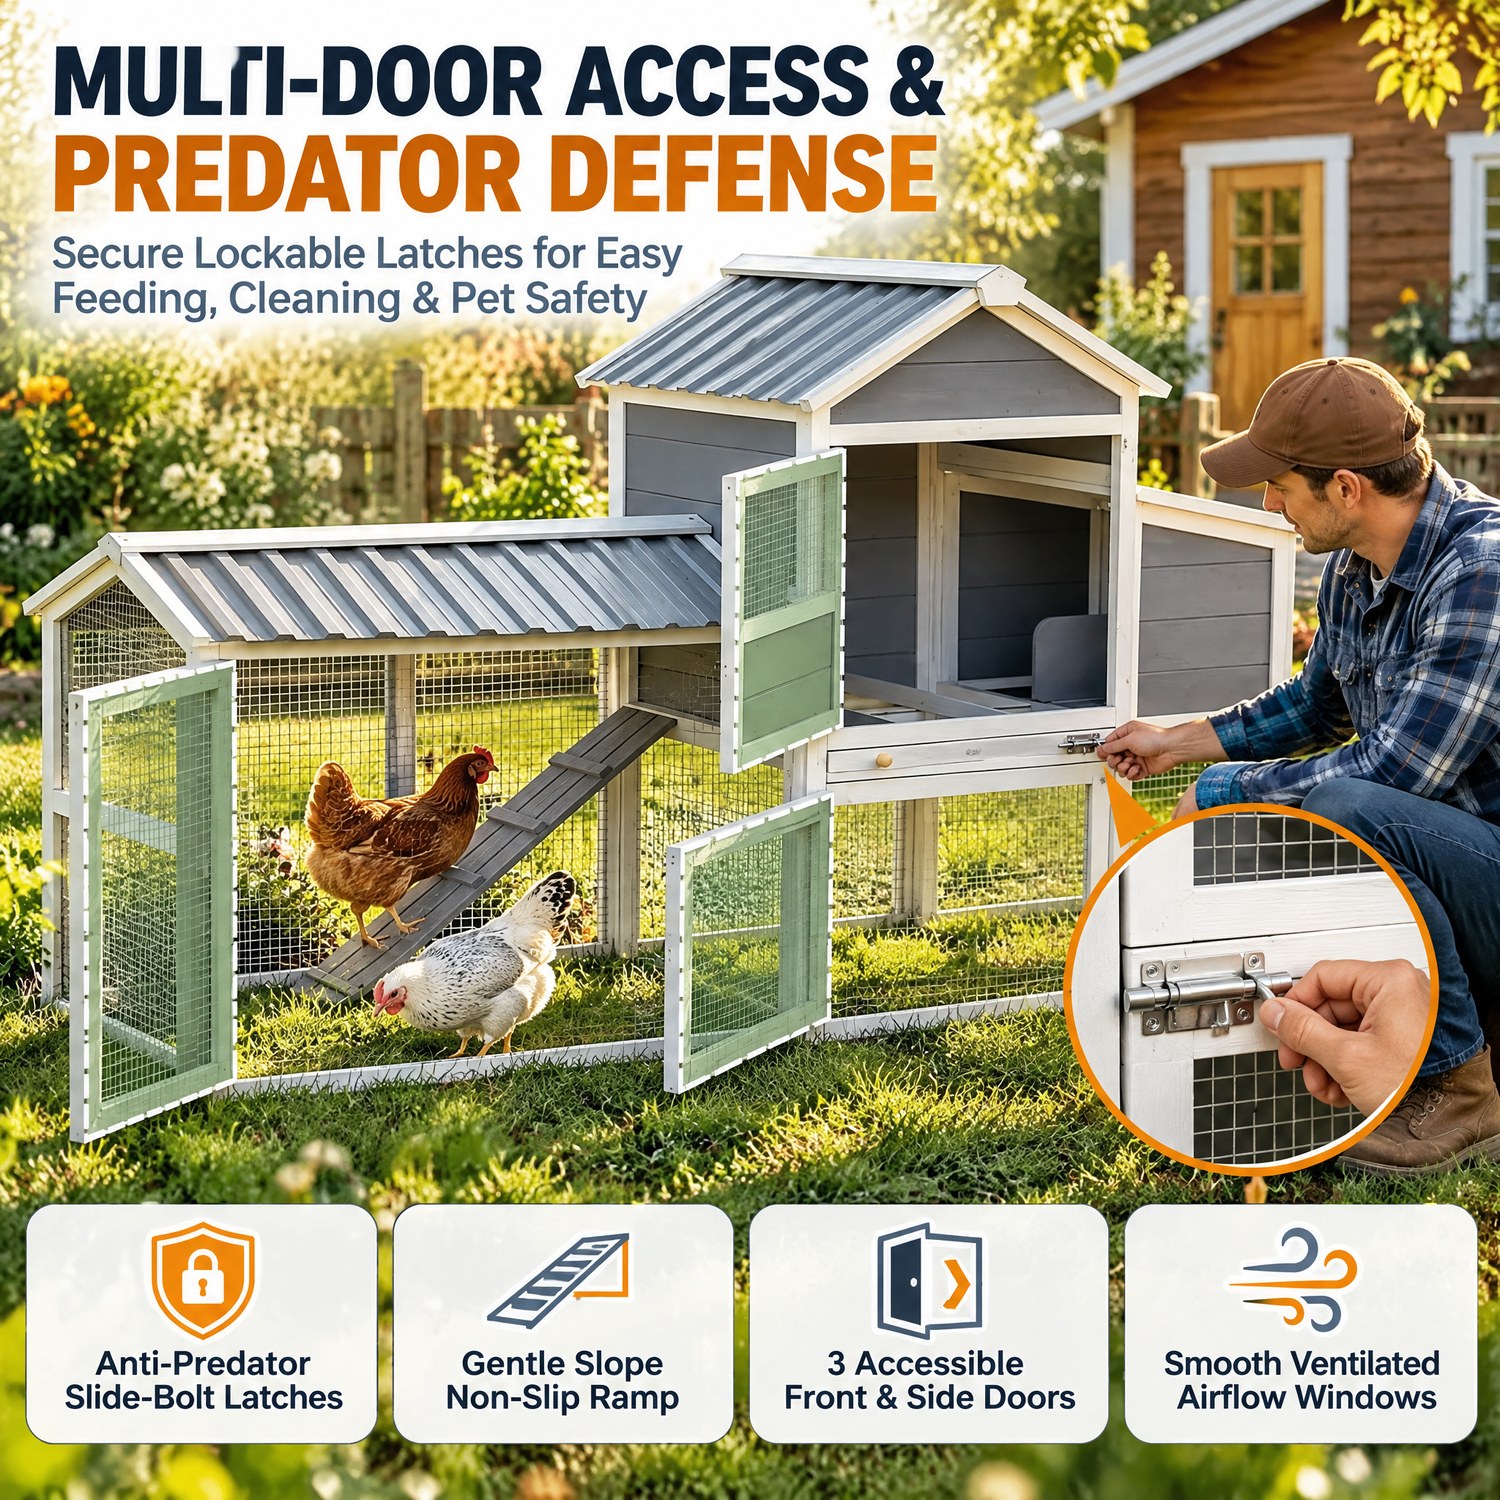 MULTI-DOOR ACCESS &
PREDATOR DEFENSE
Secure Lockable Latches for Easy
Feeding, Cleaning & Pet Safety
Anti-Predator
Slide-Bolt Latches
Gentle Slope
Non-Slip Ramp
3 Accessible
Front & Side Doors
Smooth Ventilated
Airflow Windows